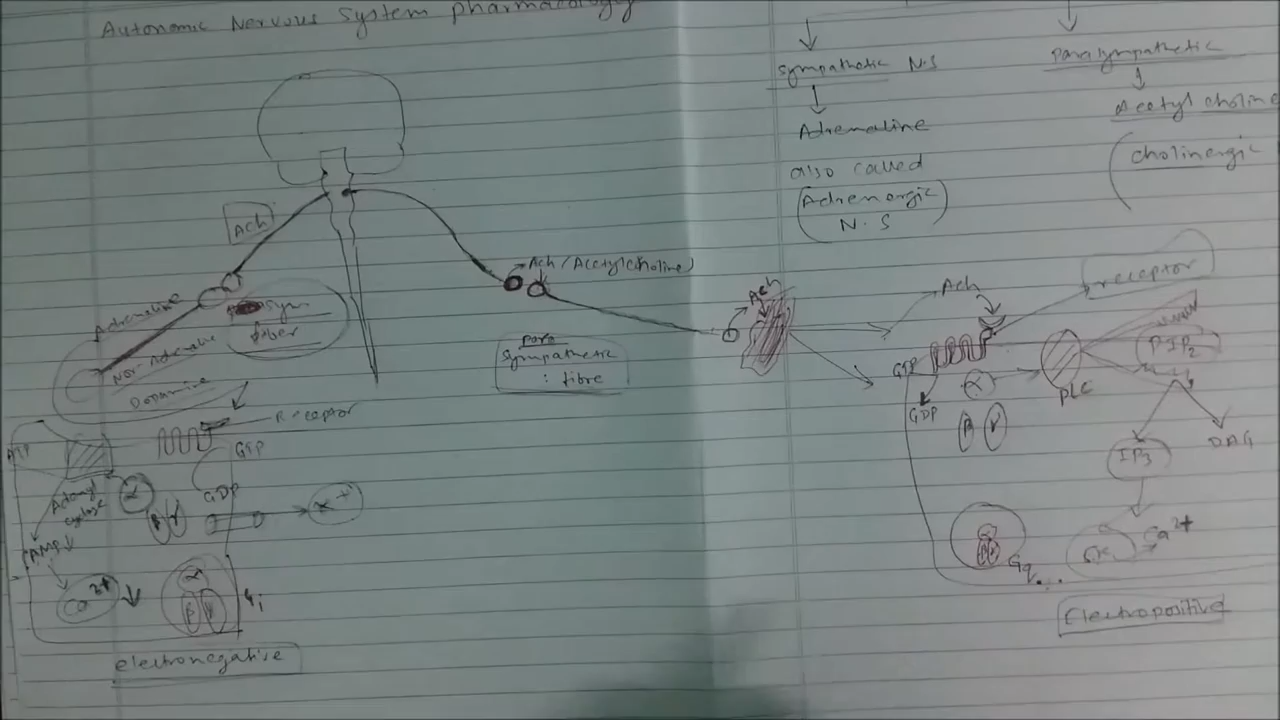 Autonomic Nervous System pharmacology
Sympathetic N.S
Adrenaline
also called
Adrenergic
N.S
Parasympathetic
Acetyl choline
cholinergic
Ach
Adrenaline
Nor Adrenaline
Dopamine
sym
fiber
Receptor
GTP
GDP
K+
ATP
Adenyl
cyclase
CAMP
α
β γ
Ca2+
α
β γ
Gi
electronegative
Ach (Acetylcholine)
Para
Sympathetic
: fibre
Ach
Ach
receptor
GTP
GDP
α
β γ
PLC
PIP2
IP3
DAG
SR
Ca2+
α
β γ
Gq
Electropositive